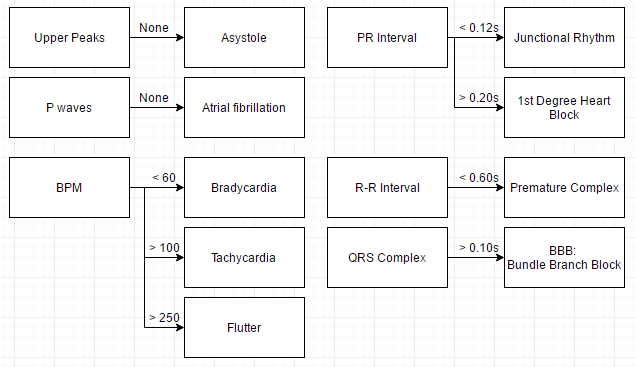 Upper Peaks
None
Asystole
PR Interval
< 0.12s
Junctional Rhythm
> 0.20s
1st Degree Heart
Block
P waves
None
Atrial fibrillation
BPM
< 60
Bradycardia
> 100
Tachycardia
> 250
Flutter
R-R Interval
< 0.60s
Premature Complex
QRS Complex
> 0.10s
BBB:
Bundle Branch Block